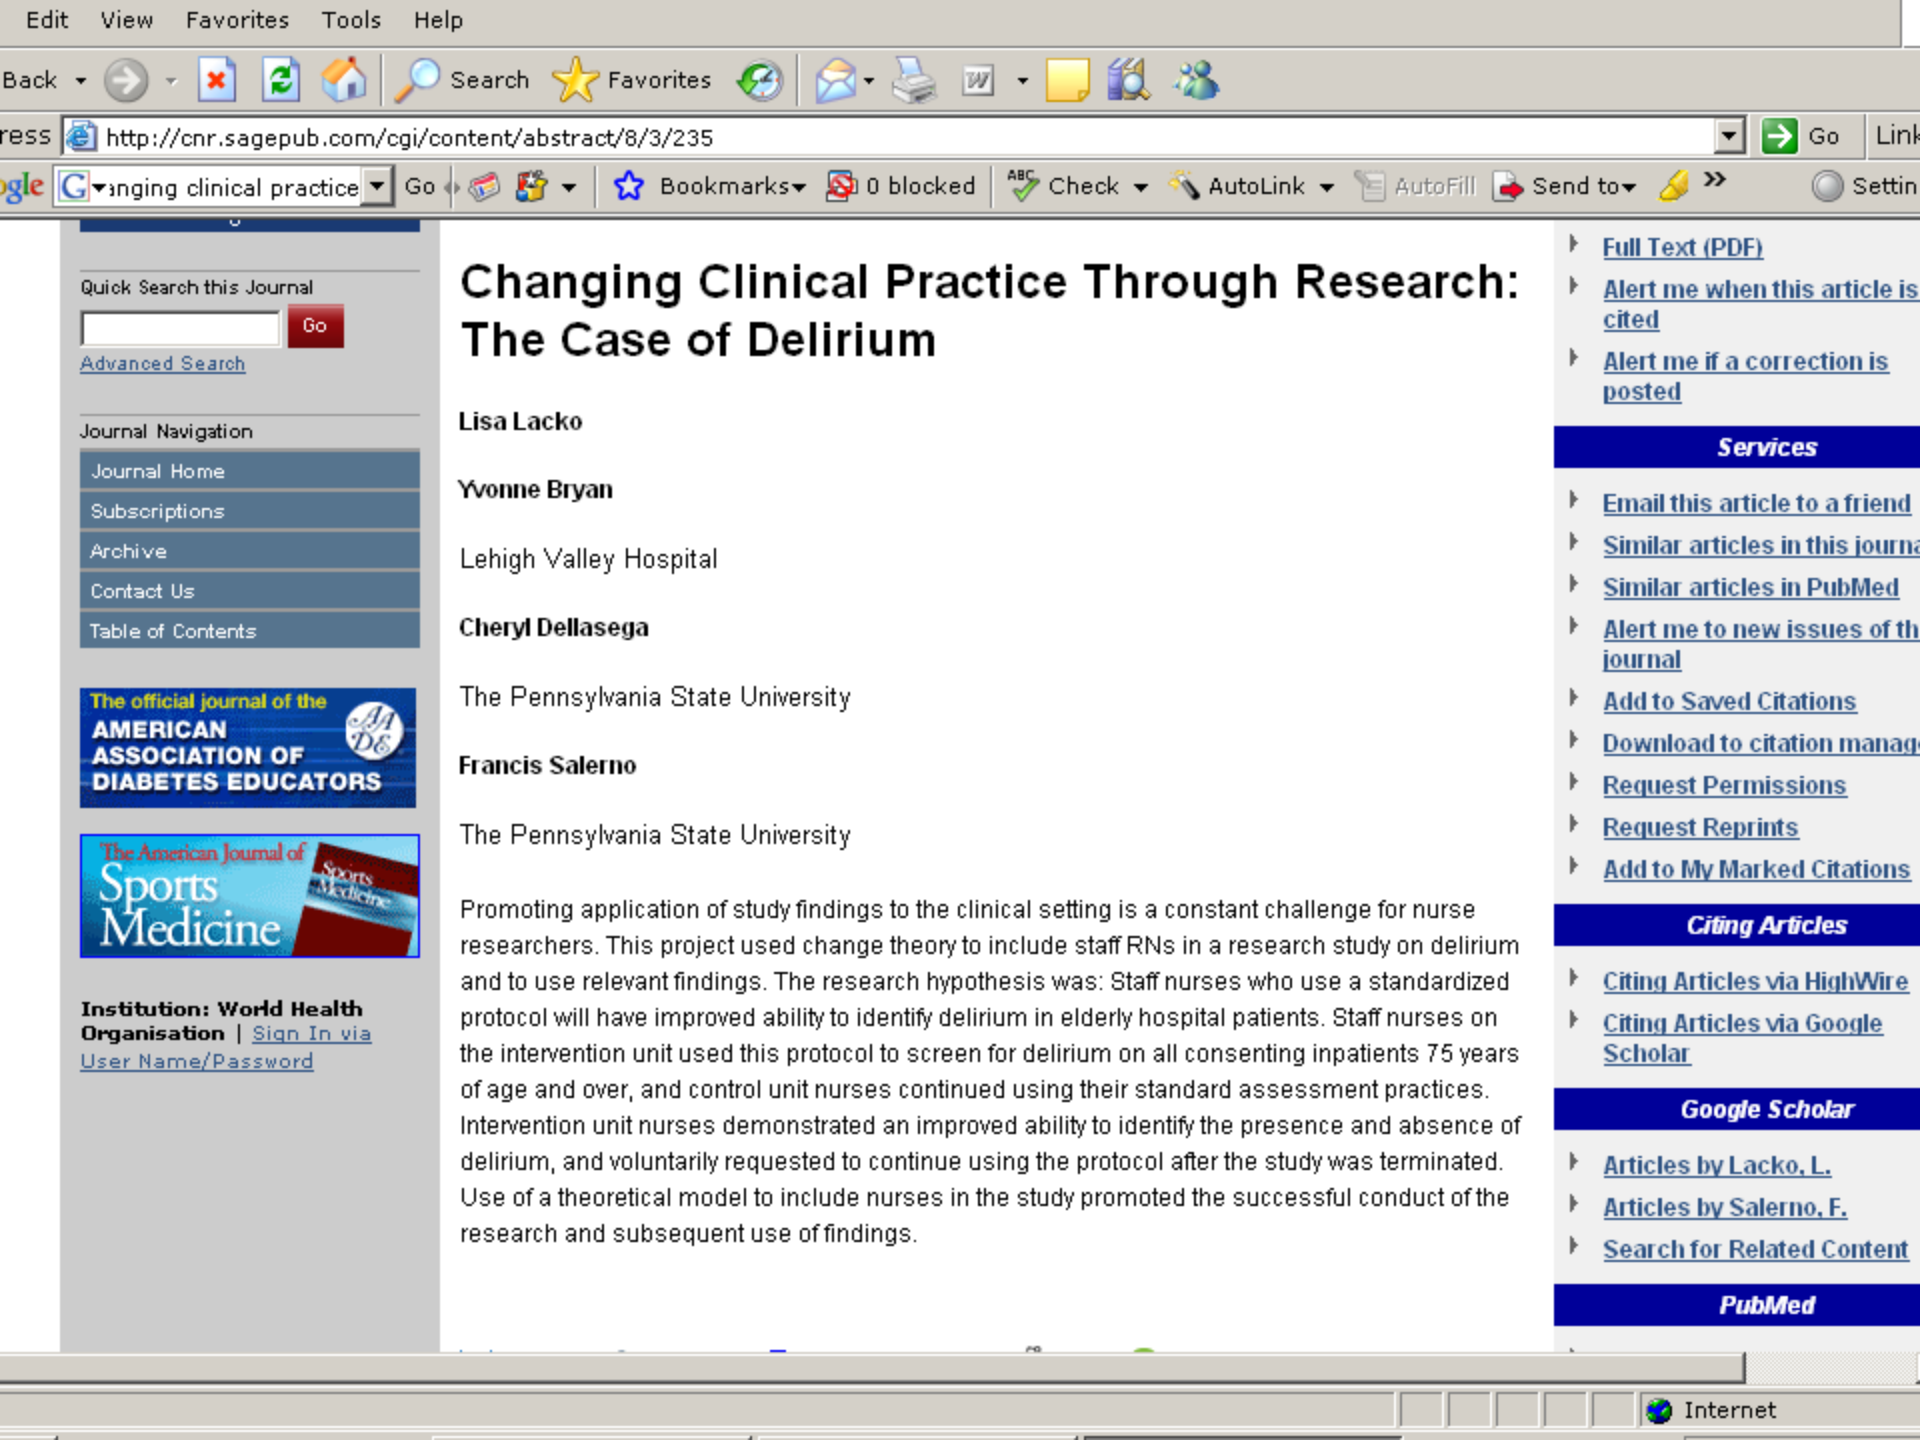 Edit View Favorites Tools Help
Back Search Favorites
ress http://cnr.sagepub.com/cgi/content/abstract/8/3/235 Go Link
ogle G anging clinical practice Go Bookmarks 0 blocked ABC Check AutoLink AutoFill Send to Settin
Quick Search this Journal
Go
Advanced Search
Journal Navigation
Journal Home
Subscriptions
Archive
Contact Us
Table of Contents
The official journal of the
AMERICAN
ASSOCIATION OF
DIABETES EDUCATORS
AADE
The American Journal of
Sports
Medicine
Sports
Medicine
Institution: World Health
Organisation | Sign In via
User Name/Password
Changing Clinical Practice Through Research:
The Case of Delirium
Lisa Lacko
Yvonne Bryan
Lehigh Valley Hospital
Cheryl Dellasega
The Pennsylvania State University
Francis Salerno
The Pennsylvania State University
Promoting application of study findings to the clinical setting is a constant challenge for nurse
researchers. This project used change theory to include staff RNs in a research study on delirium
and to use relevant findings. The research hypothesis was: Staff nurses who use a standardized
protocol will have improved ability to identify delirium in elderly hospital patients. Staff nurses on
the intervention unit used this protocol to screen for delirium on all consenting inpatients 75 years
of age and over, and control unit nurses continued using their standard assessment practices.
Intervention unit nurses demonstrated an improved ability to identify the presence and absence of
delirium, and voluntarily requested to continue using the protocol after the study was terminated.
Use of a theoretical model to include nurses in the study promoted the successful conduct of the
research and subsequent use of findings.
Full Text (PDF)
Alert me when this article is
cited
Alert me if a correction is
posted
Services
Email this article to a friend
Similar articles in this journa
Similar articles in PubMed
Alert me to new issues of th
journal
Add to Saved Citations
Download to citation manag
Request Permissions
Request Reprints
Add to My Marked Citations
Citing Articles
Citing Articles via HighWire
Citing Articles via Google
Scholar
Google Scholar
Articles by Lacko, L.
Articles by Salerno, F.
Search for Related Content
PubMed
Internet